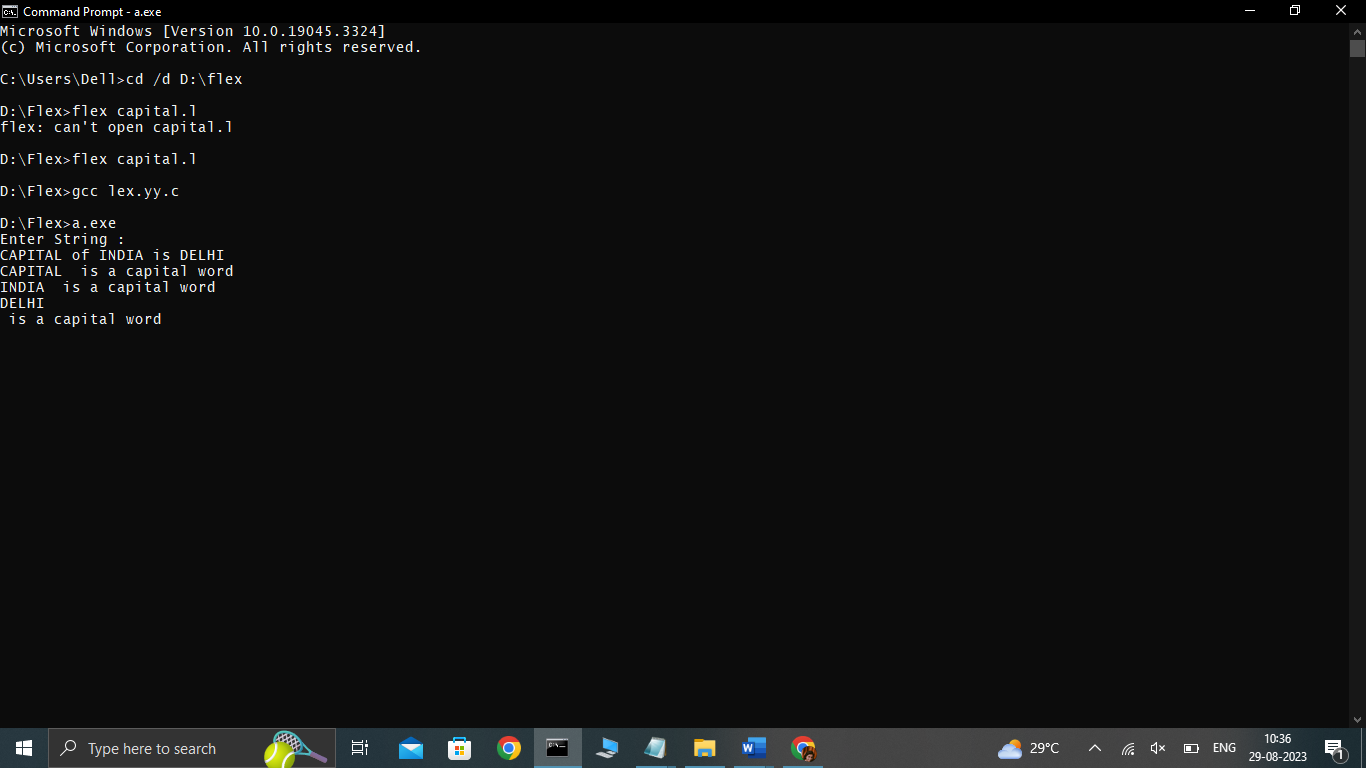 Command Prompt - a.exe
Microsoft Windows [Version 10.0.19045.3324]
(c) Microsoft Corporation. All rights reserved.
C:\Users\Dell>cd /d D:\flex
D:\Flex>flex capital.l
flex: can't open capital.l
D:\Flex>flex capital.l
D:\Flex>gcc lex.yy.c
D:\Flex>a.exe
Enter String :
CAPITAL of INDIA is DELHI
CAPITAL  is a capital word
INDIA  is a capital word
DELHI
 is a capital word
Type here to search
29°C
ENG
10:36
29-08-2023
1